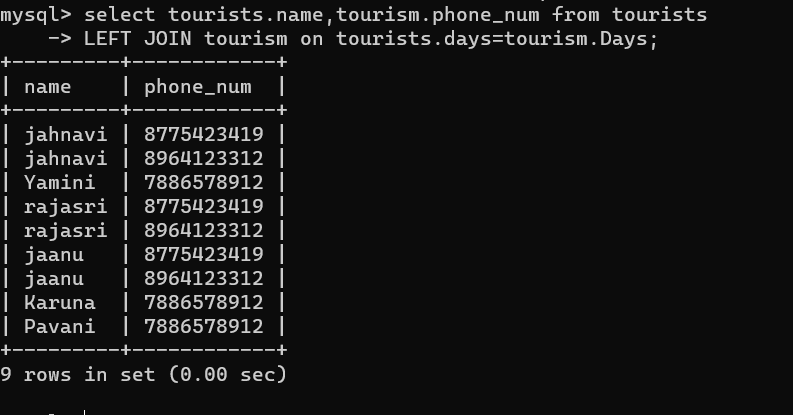 mysql> select tourists.name,tourism.phone_num from tourists
    -> LEFT JOIN tourism on tourists.days=tourism.Days;
+---------+------------+
| name    | phone_num  |
+---------+------------+
| jahnavi | 8775423419 |
| jahnavi | 8964123312 |
| Yamini  | 7886578912 |
| rajasri | 8775423419 |
| rajasri | 8964123312 |
| jaanu   | 8775423419 |
| jaanu   | 8964123312 |
| Karuna  | 7886578912 |
| Pavani  | 7886578912 |
+---------+------------+
9 rows in set (0.00 sec)